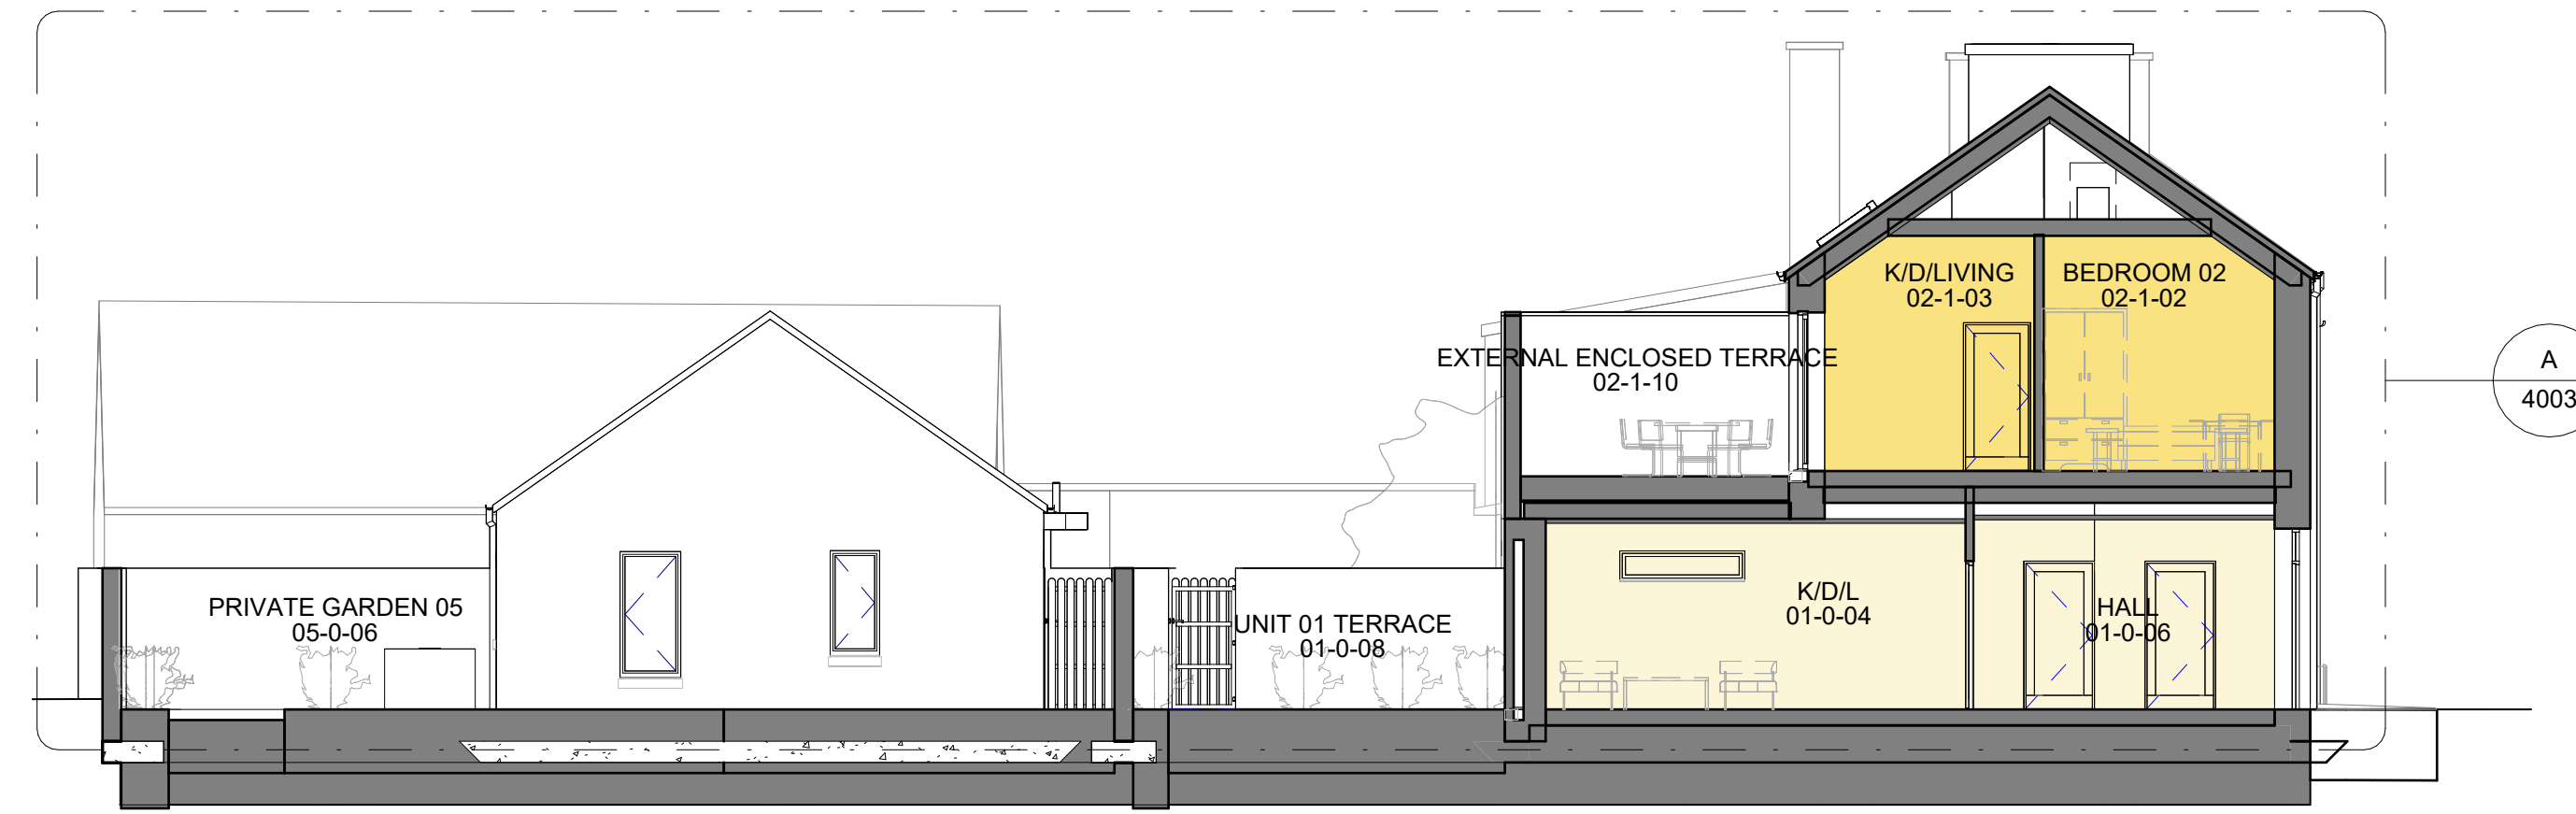 K/D/LIVING
02-1-03
BEDROOM 02
02-1-02
EXTERNAL ENCLOSED TERRACE
02-1-10
A
4003
PRIVATE GARDEN 05
05-0-06
UNIT 01 TERRACE
01-0-08
K/D/L
01-0-04
HALL
01-0-06